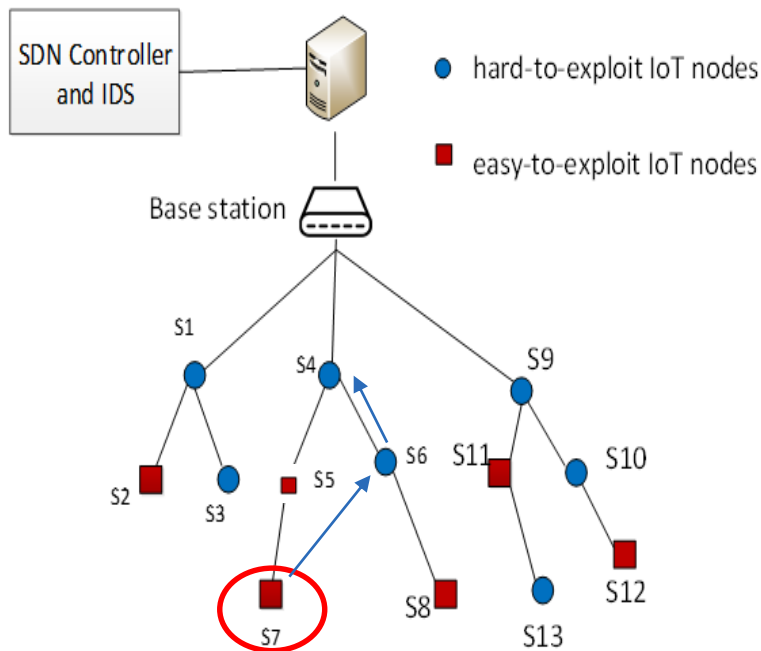 SDN Controller
and IDS
hard-to-exploit IoT nodes
easy-to-exploit IoT nodes
Base station
S1
S4
S9
S2
S3
S5
S6
S11
S10
S7
S8
S13
S12